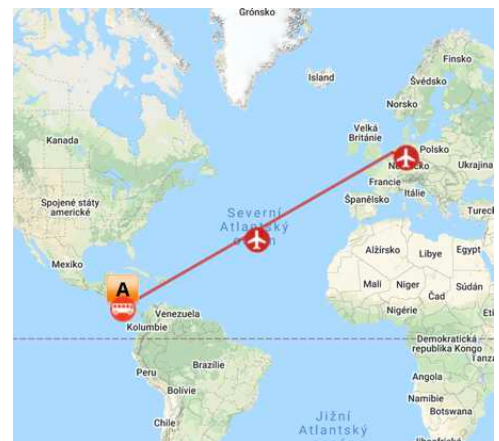 Grónsko
Finsko
Island
Švédsko
Norsko
Kanada
Velká
Británie
Polsko
Ukrajina
Francie
Itálie
Španělsko
Spojené státy
americké
Severní
Atlantský
Turecko
Alžírsko
Libye
Egypt
Mexiko
A
Mali
Niger
Čad
Súdán
Venezuela
Nigérie
Kolumbie
Demokratická
republika Kongo
Brazílie
Peru
Angola
Bolívie
Namibie
Botswana
Chile
Jižní
Atlantský